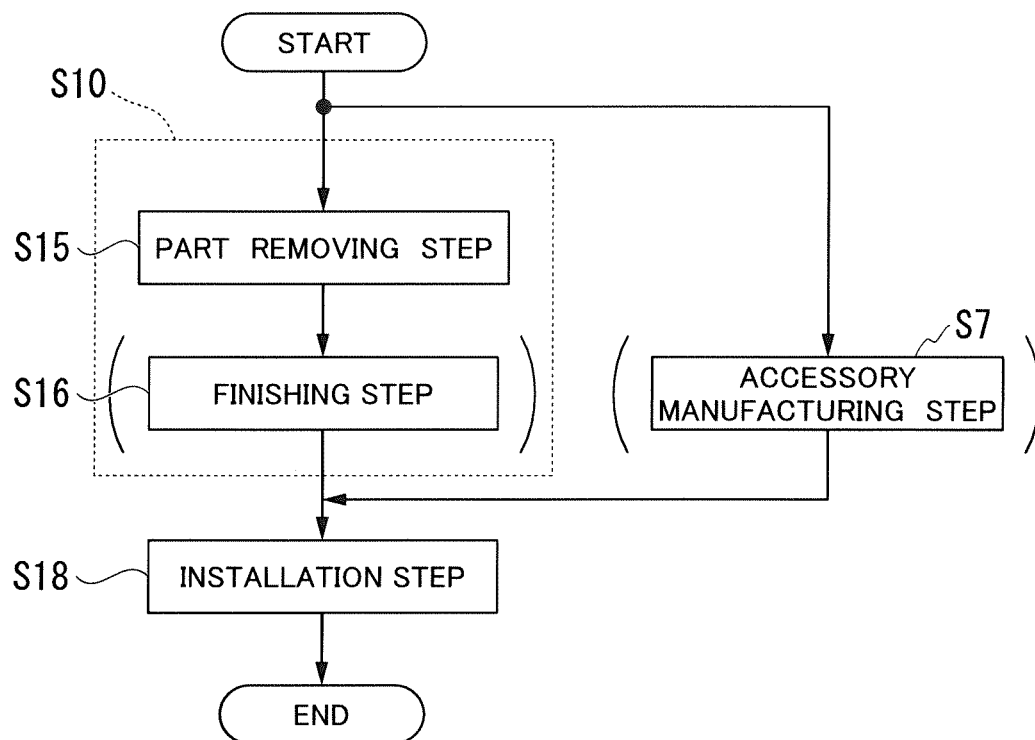 START
S10
S15
PART REMOVING STEP
S7
S16
( FINISHING STEP )
( ACCESSORY
MANUFACTURING STEP )
S18
INSTALLATION STEP
END